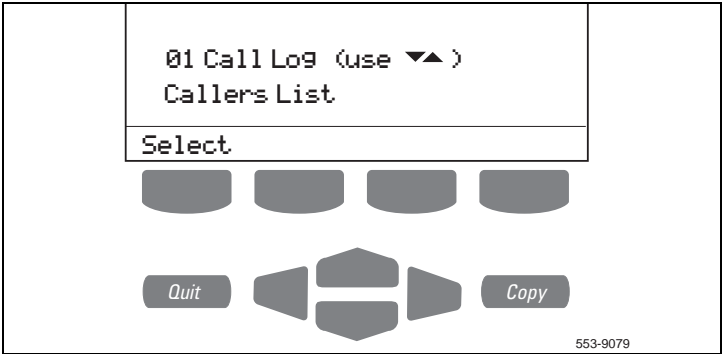 01 Call Log (use ▼▲ )
Callers List
Select
Quit
Copy
553-9079